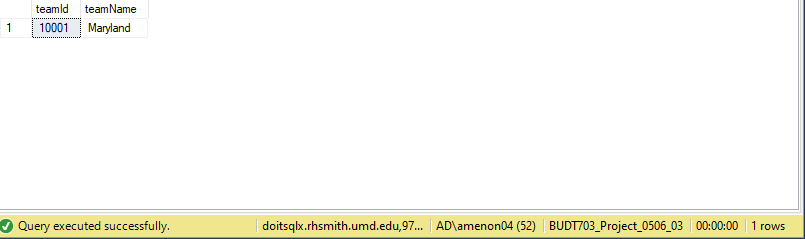 teamId teamName
1 10001 Maryland
Query executed successfully. doitsqlx.rhsmith.umd.edu,97... AD\amenon04 (52) BUDT703_Project_0506_03 00:00:00 1 rows